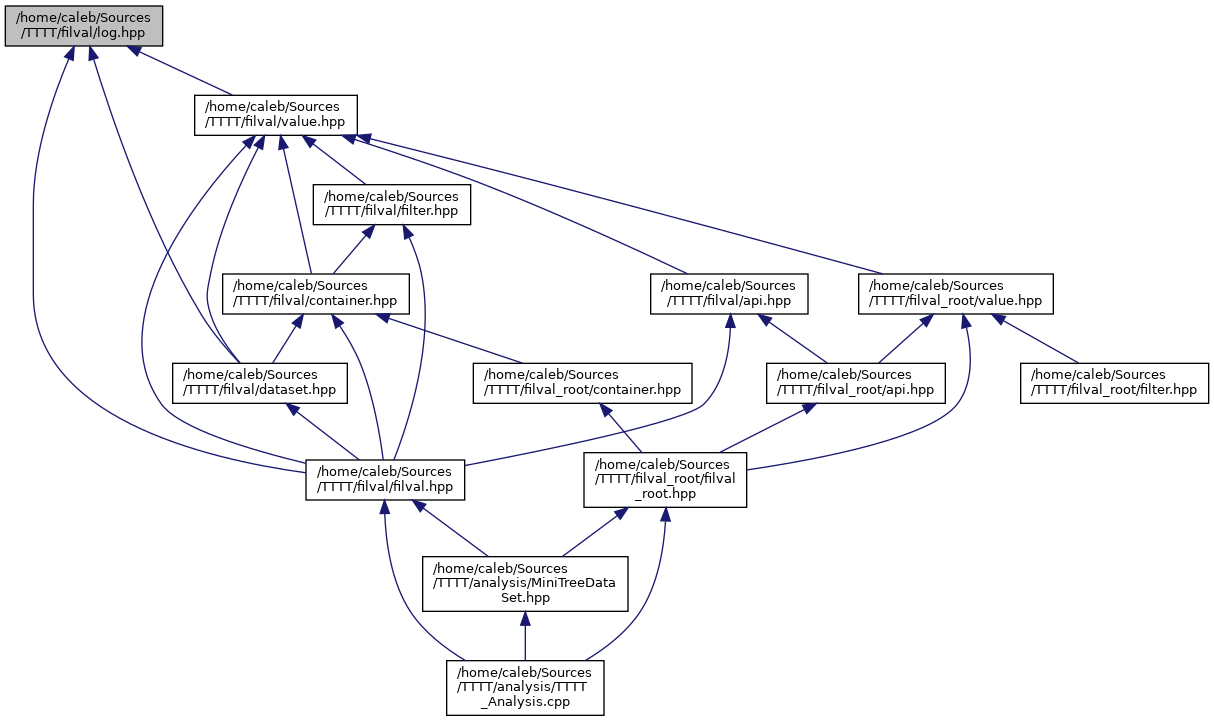 /home/caleb/Sources
/TTTT/filval/log.hpp
/home/caleb/Sources
/TTTT/filval/value.hpp
/home/caleb/Sources
/TTTT/filval/filter.hpp
/home/caleb/Sources
/TTTT/filval/container.hpp
/home/caleb/Sources
/TTTT/filval/api.hpp
/home/caleb/Sources
/TTTT/filval_root/value.hpp
/home/caleb/Sources
/TTTT/filval/dataset.hpp
/home/caleb/Sources
/TTTT/filval_root/container.hpp
/home/caleb/Sources
/TTTT/filval_root/api.hpp
/home/caleb/Sources
/TTTT/filval_root/filter.hpp
/home/caleb/Sources
/TTTT/filval/filval.hpp
/home/caleb/Sources
/TTTT/filval_root/filval
_root.hpp
/home/caleb/Sources
/TTTT/analysis/MiniTreeData
Set.hpp
/home/caleb/Sources
/TTTT/analysis/TTTT
_Analysis.cpp